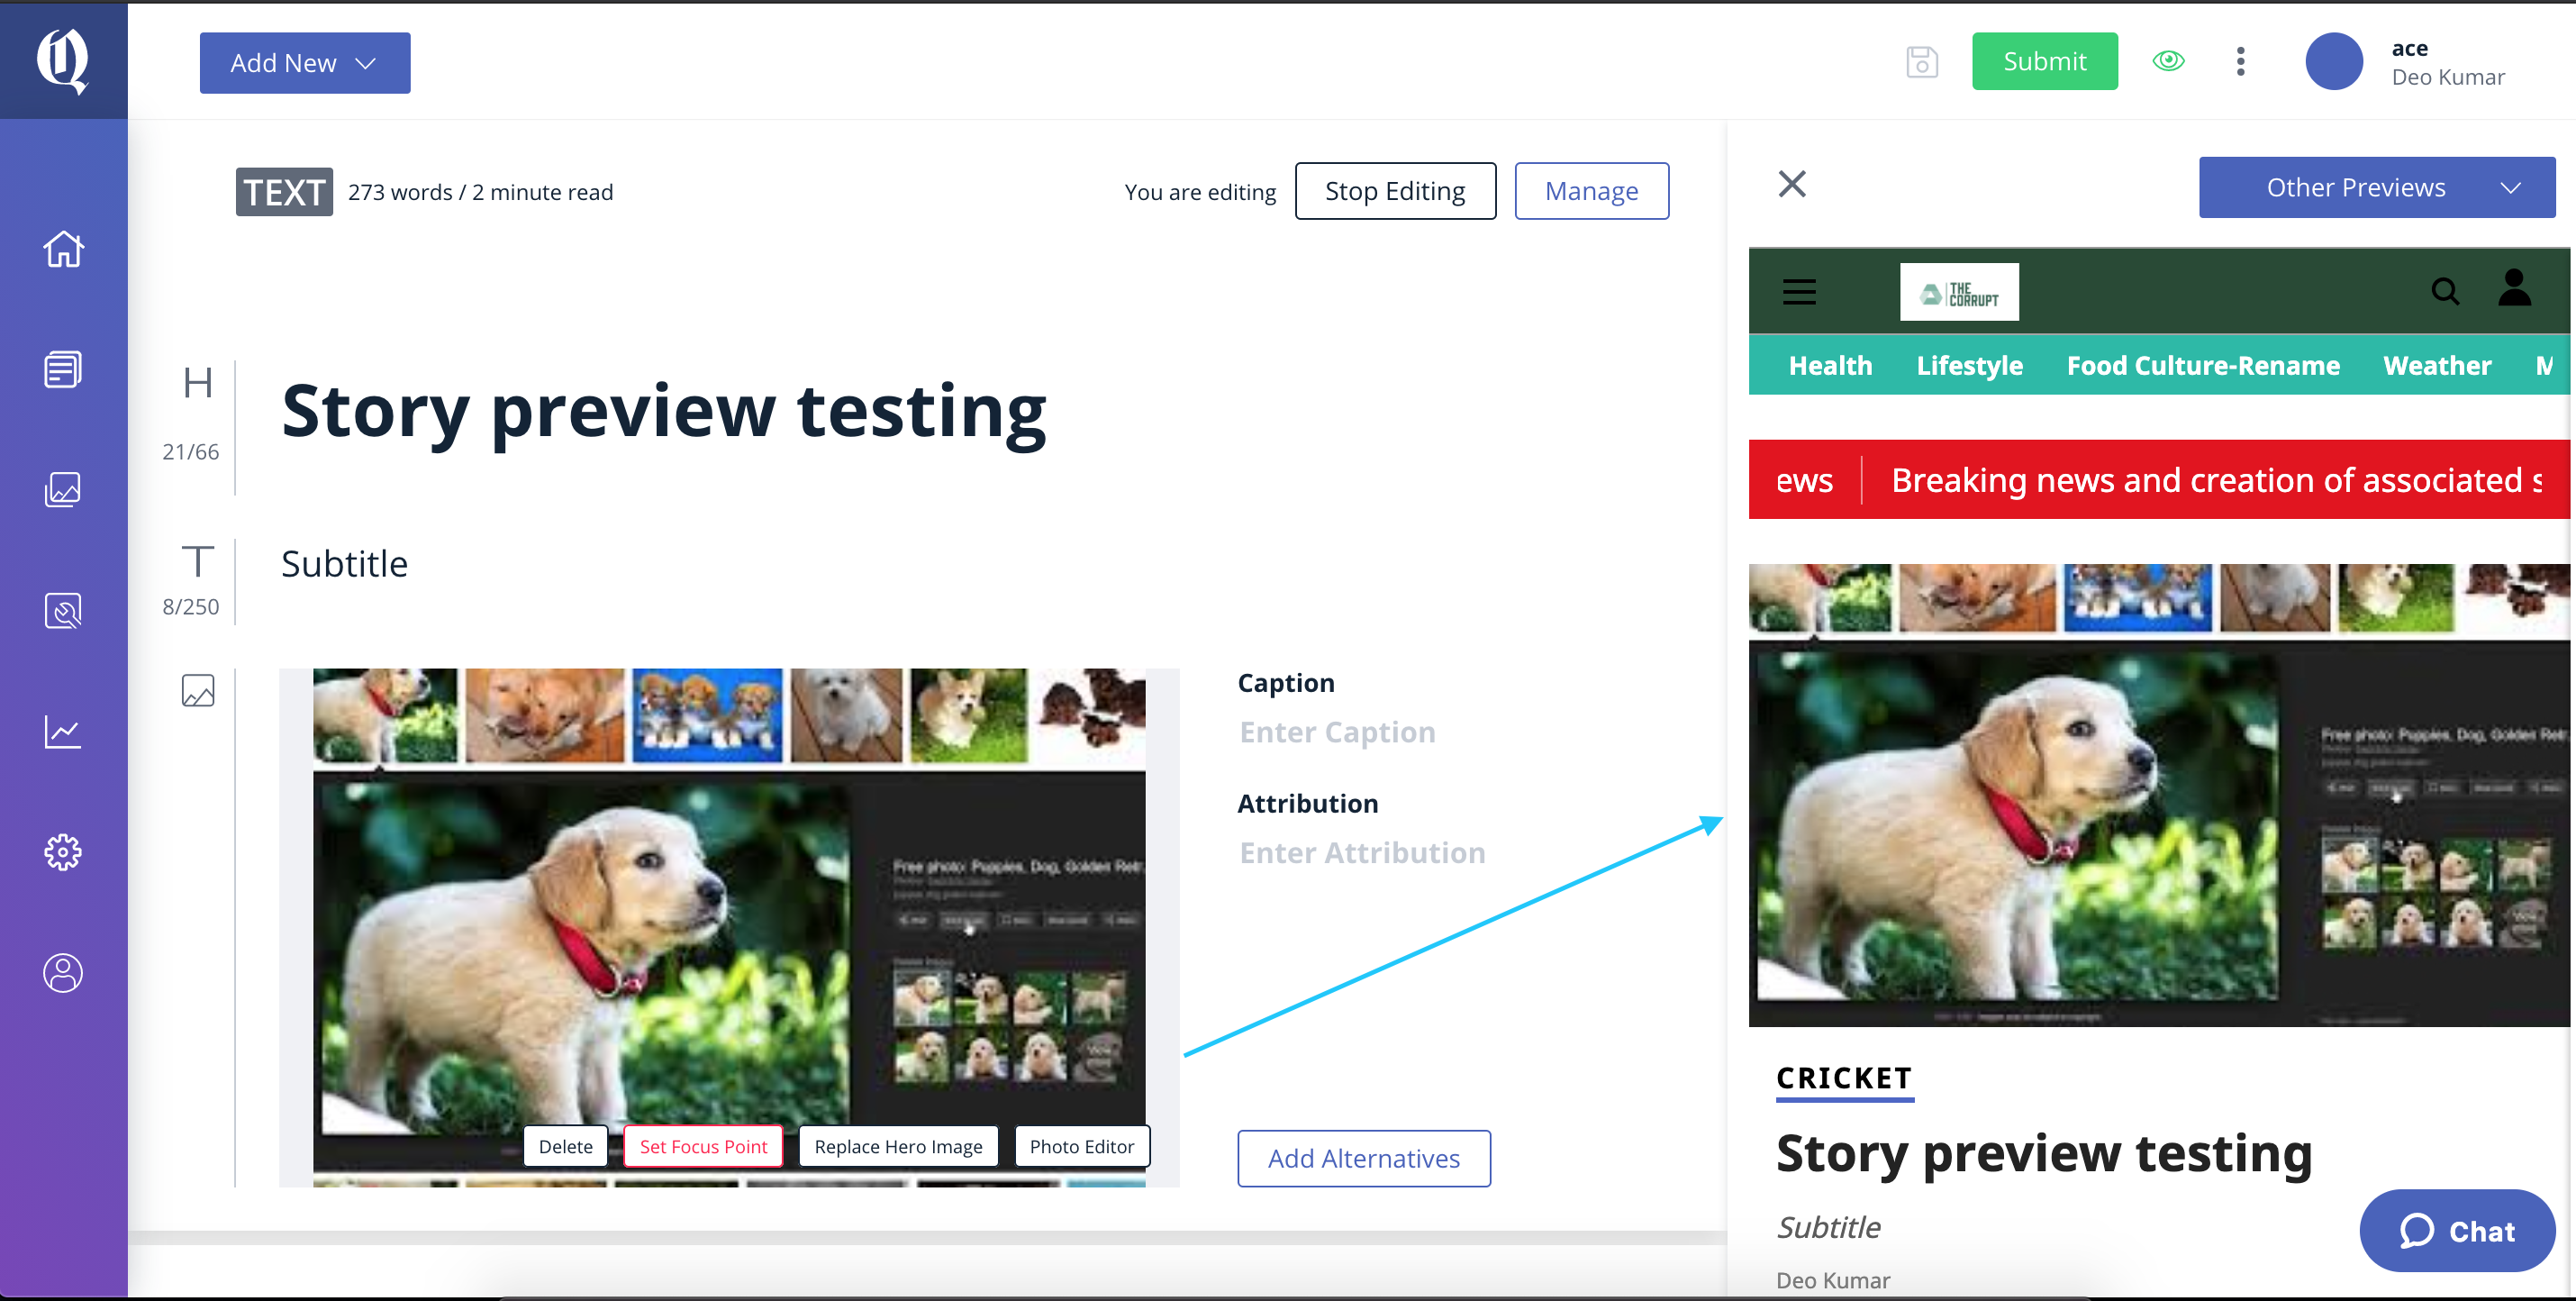 Q
Add New
Submit
ace
Deo Kumar
TEXT 273 words / 2 minute read
You are editing
Stop Editing
Manage
H
21/66
Story preview testing
T
8/250
Subtitle
Caption
Enter Caption
Attribution
Enter Attribution
Free photo: Puppies, Dog, Golden Retr
Delete
Set Focus Point
Replace Hero Image
Photo Editor
Add Alternatives
Other Previews
THE
CORRUPT
Health Lifestyle Food Culture-Rename Weather M
ews Breaking news and creation of associated s
Free photo: Puppies, Dog, Golden Retr
CRICKET
Story preview testing
Subtitle
Deo Kumar
Chat